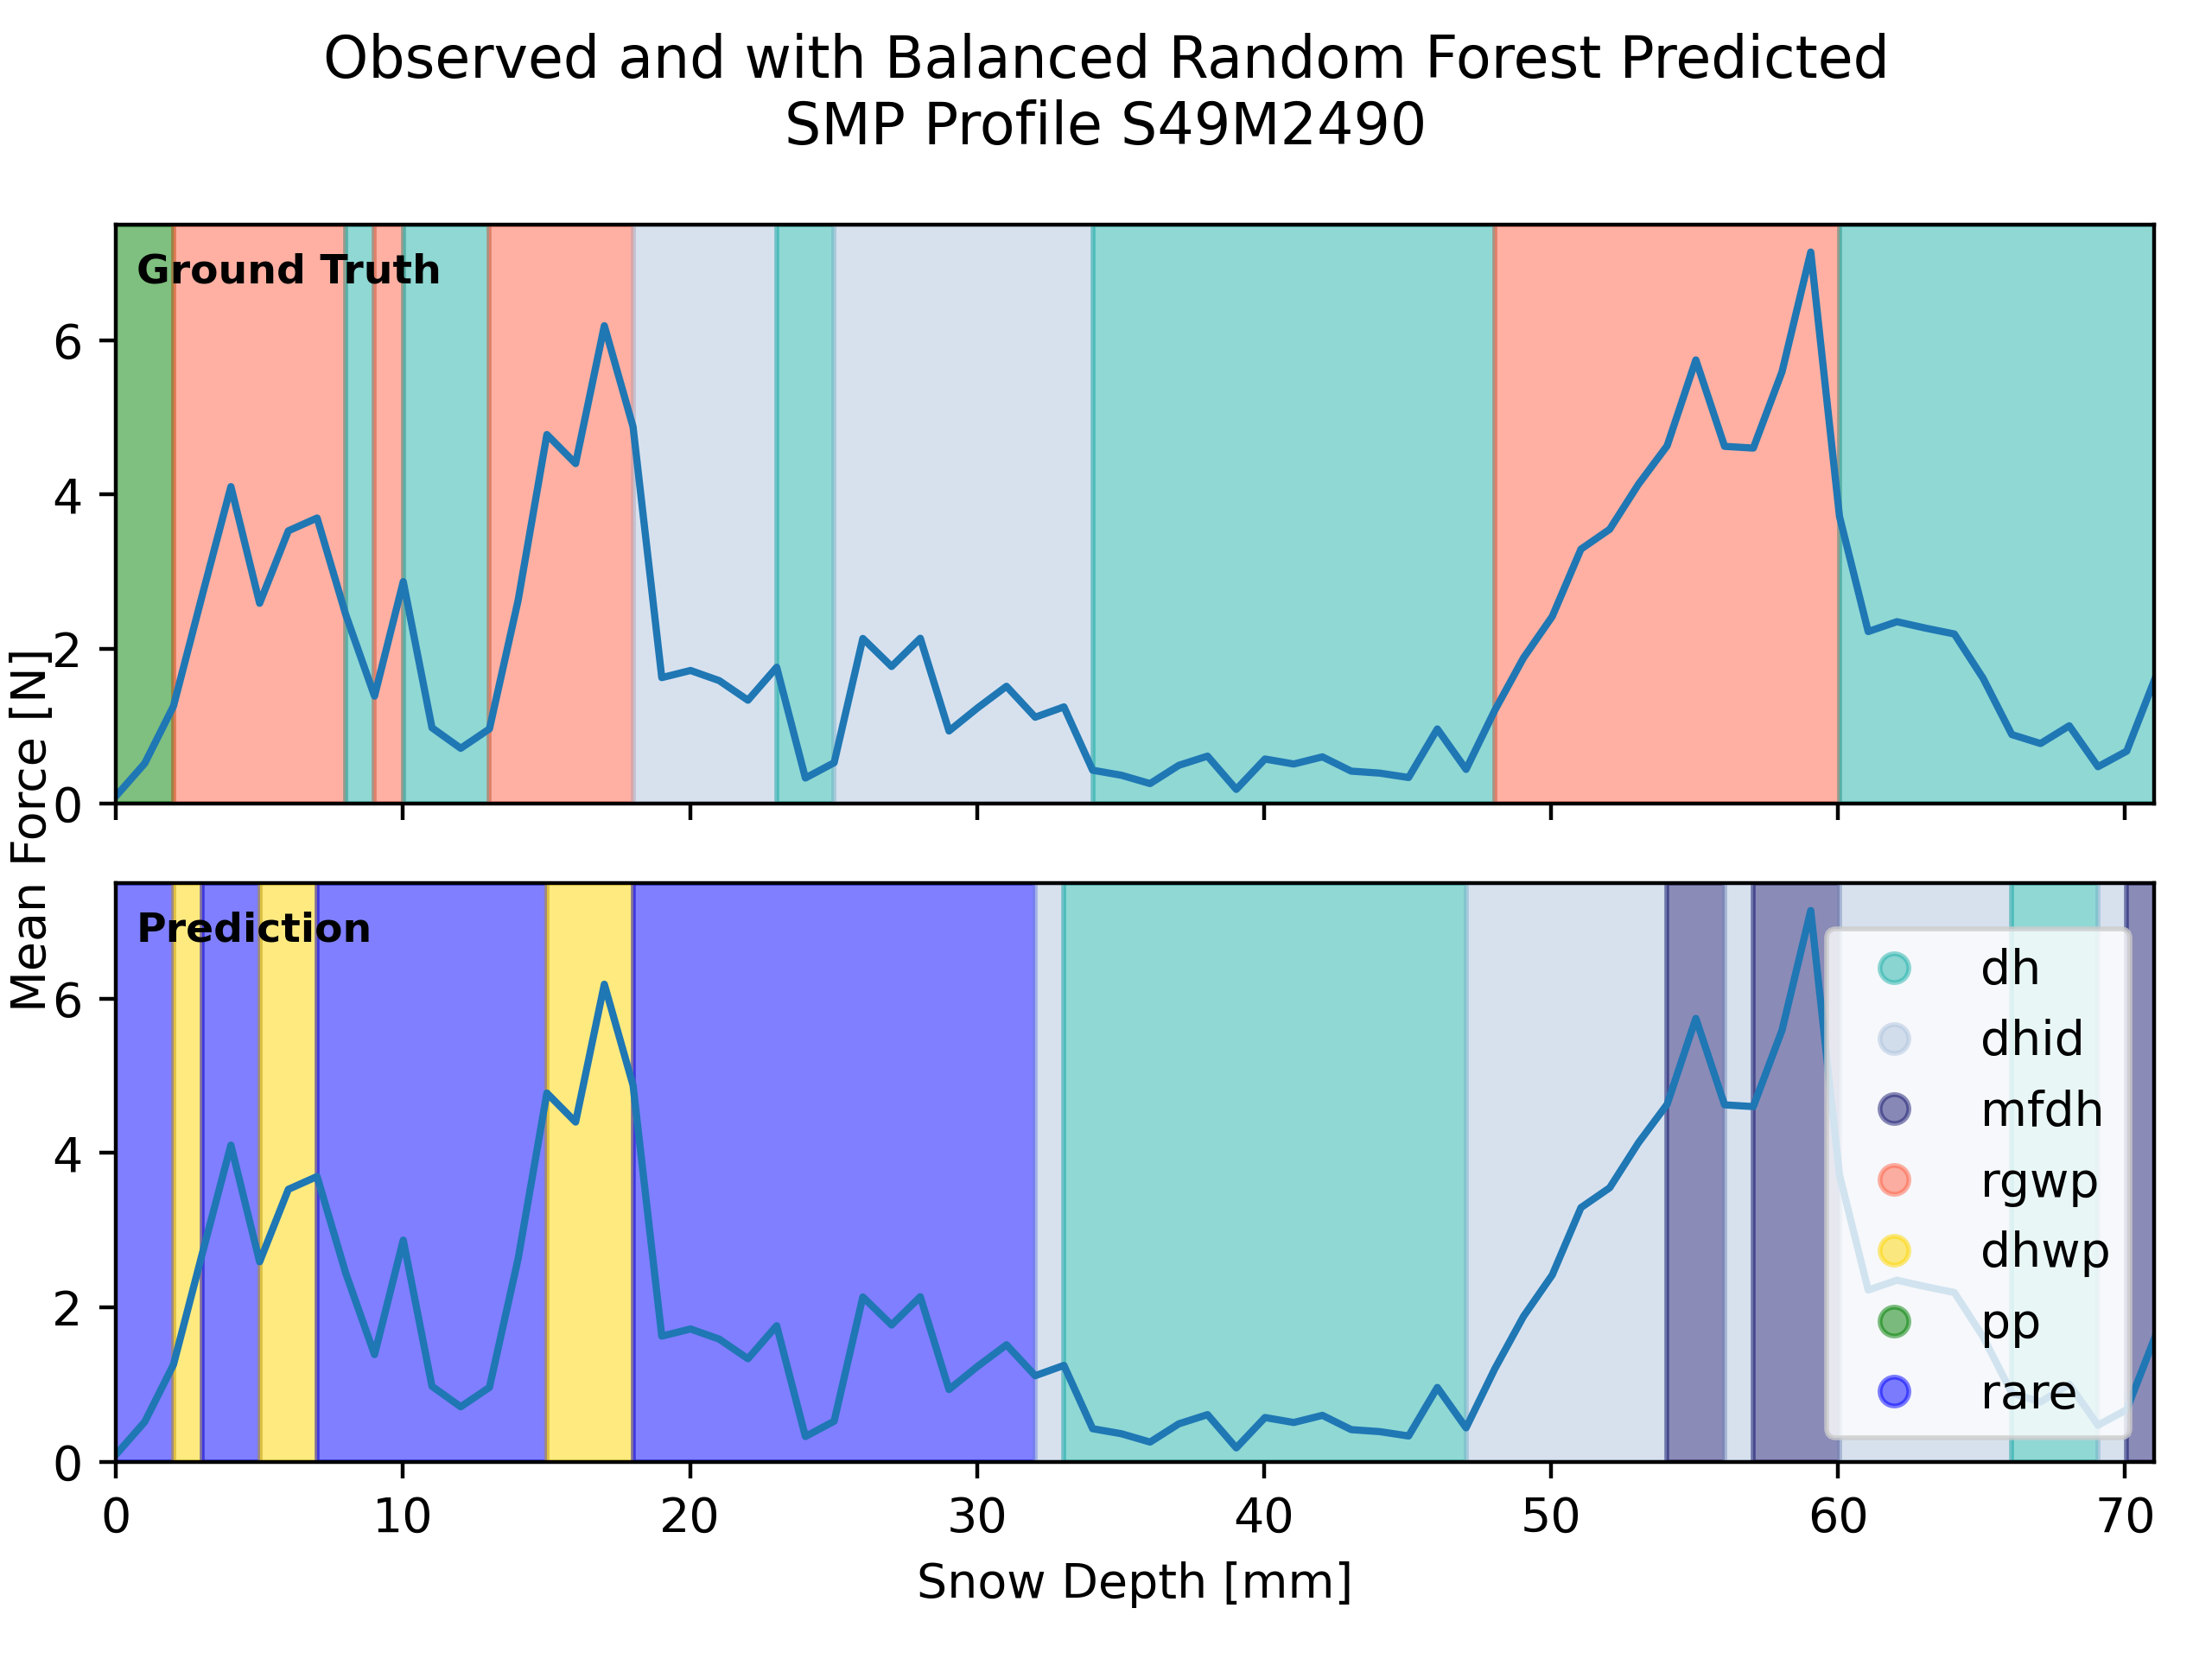 Observed and with Balanced Random Forest Predicted
SMP Profile S49M2490
Ground Truth
6
4
2
0
Mean Force [N]
Prediction
6
4
2
0
dh
dhid
mfdh
rgwp
dhwp
pp
rare
0 10 20 30 40 50 60 70
Snow Depth [mm]